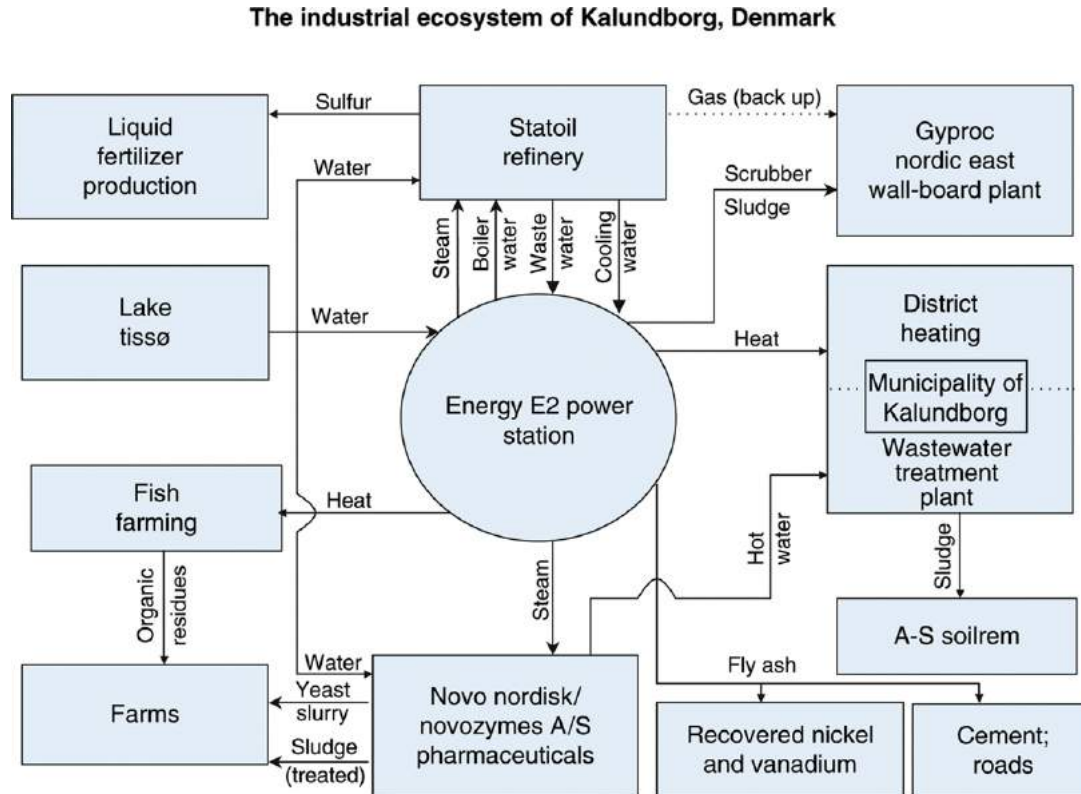 The industrial ecosystem of Kalundborg, Denmark
Liquid
fertilizer
production
Sulfur
Statoil
refinery
Gas (back up)
Gyproc
nordic east
wall-board plant
Water
Scrubber
Sludge
Steam
Boiler
water
Waste
water
Cooling
water
Lake
tissø
Water
Energy E2 power
station
Heat
District
heating
Municipality of
Kalundborg
Wastewater
treatment
plant
Fish
farming
Heat
Organic
residues
Steam
Hot
water
Sludge
A-S soilrem
Farms
Water
Yeast
slurry
Sludge
(treated)
Novo nordisk/
novozymes A/S
pharmaceuticals
Fly ash
Recovered nickel
and vanadium
Cement;
roads